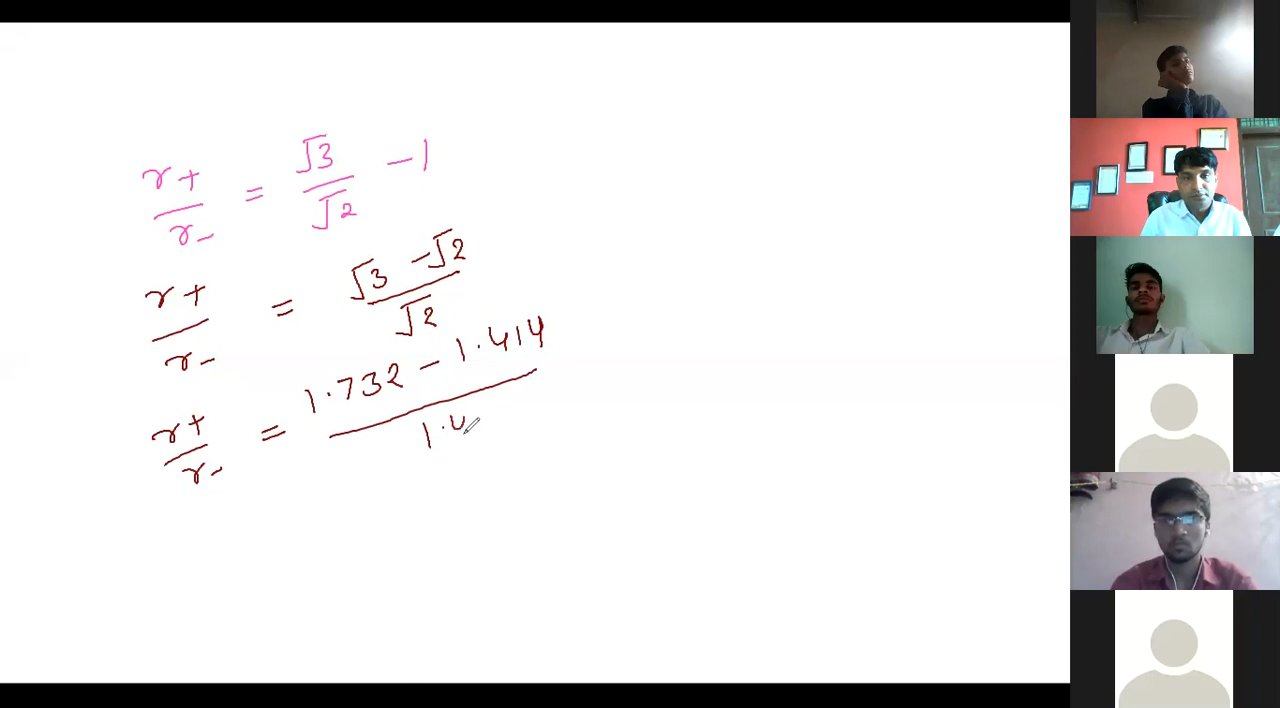 r+/r- = √3/√2 - 1
r+/r- = √3 - √2/√2
r+/r- = 1.732 - 1.414/1.4